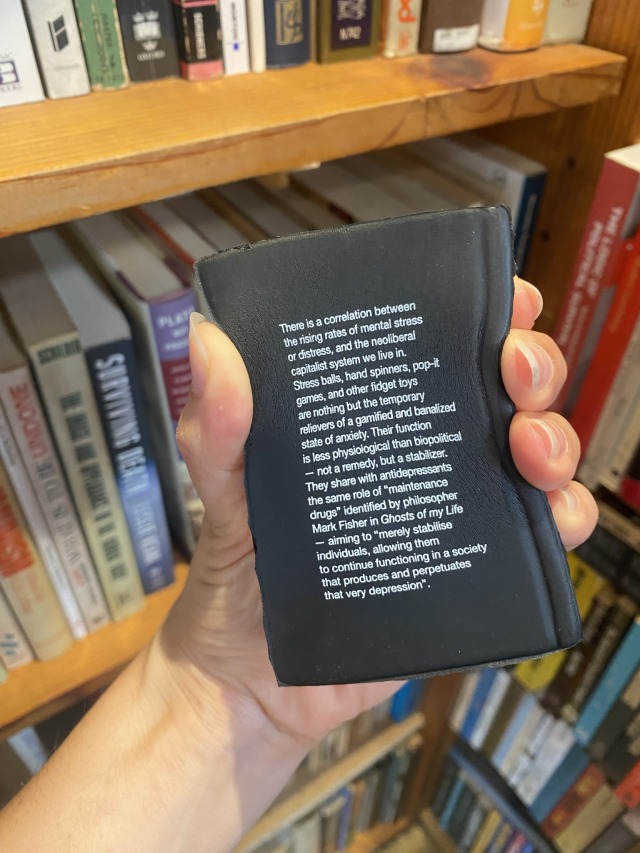 There is a correlation between
the rising rates of mental stress
or distress, and the neoliberal
capitalist system we live in.
Stress balls, hand spinners, pop-it
games, and other fidget toys
are nothing but the temporary
relievers of a gamified and banalized
state of anxiety. Their function
is less physiological than biopolitical
— not a remedy, but a stabilizer.
They share with antidepressants
the same role of “maintenance
drugs” identified by philosopher
Mark Fisher in Ghosts of my Life
— aiming to “merely stabilise
individuals, allowing them
to continue functioning in a society
that produces and perpetuates
that very depression”.
OXFORD
SURVIVING
THE UNDOING